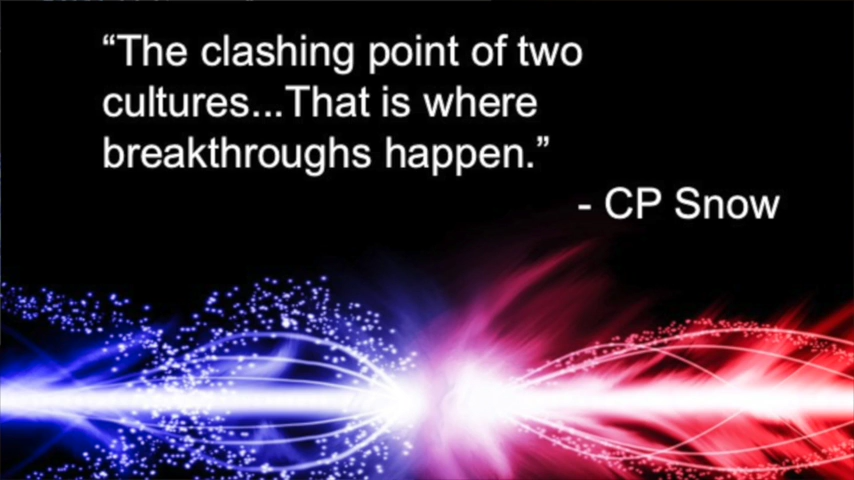 “The clashing point of two
cultures...That is where
breakthroughs happen.”
- CP Snow